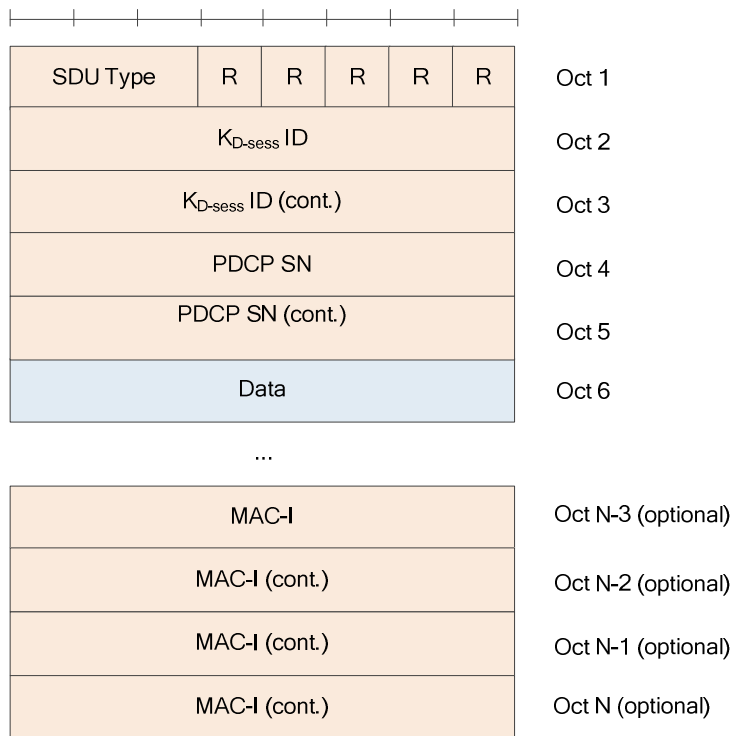 SDU Type R R R R R Oct 1
K_D-sess ID Oct 2
K_D-sess ID (cont.) Oct 3
PDCP SN Oct 4
PDCP SN (cont.) Oct 5
Data Oct 6
...
MAC-I Oct N-3 (optional)
MAC-I (cont.) Oct N-2 (optional)
MAC-I (cont.) Oct N-1 (optional)
MAC-I (cont.) Oct N (optional)